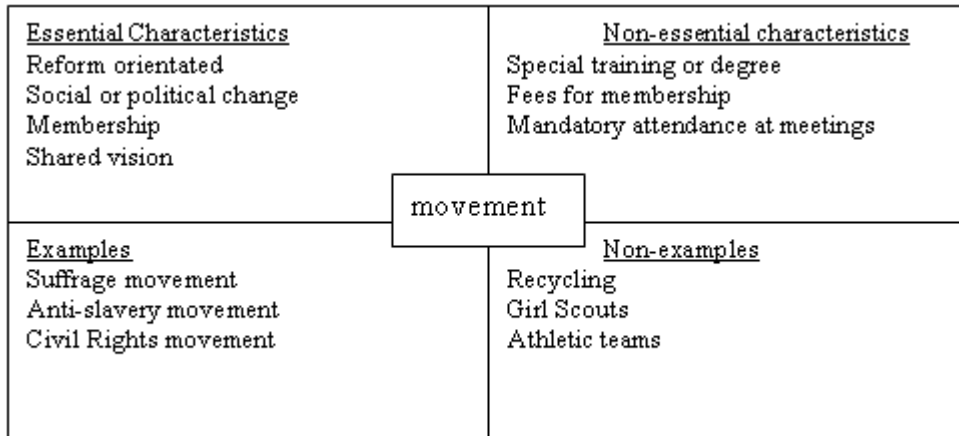 Essential Characteristics
Reform orientated
Social or political change
Membership
Shared vision
Non-essential characteristics
Special training or degree
Fees for membership
Mandatory attendance at meetings
movement
Examples
Suffrage movement
Anti-slavery movement
Civil Rights movement
Non-examples
Recycling
Girl Scouts
Athletic teams